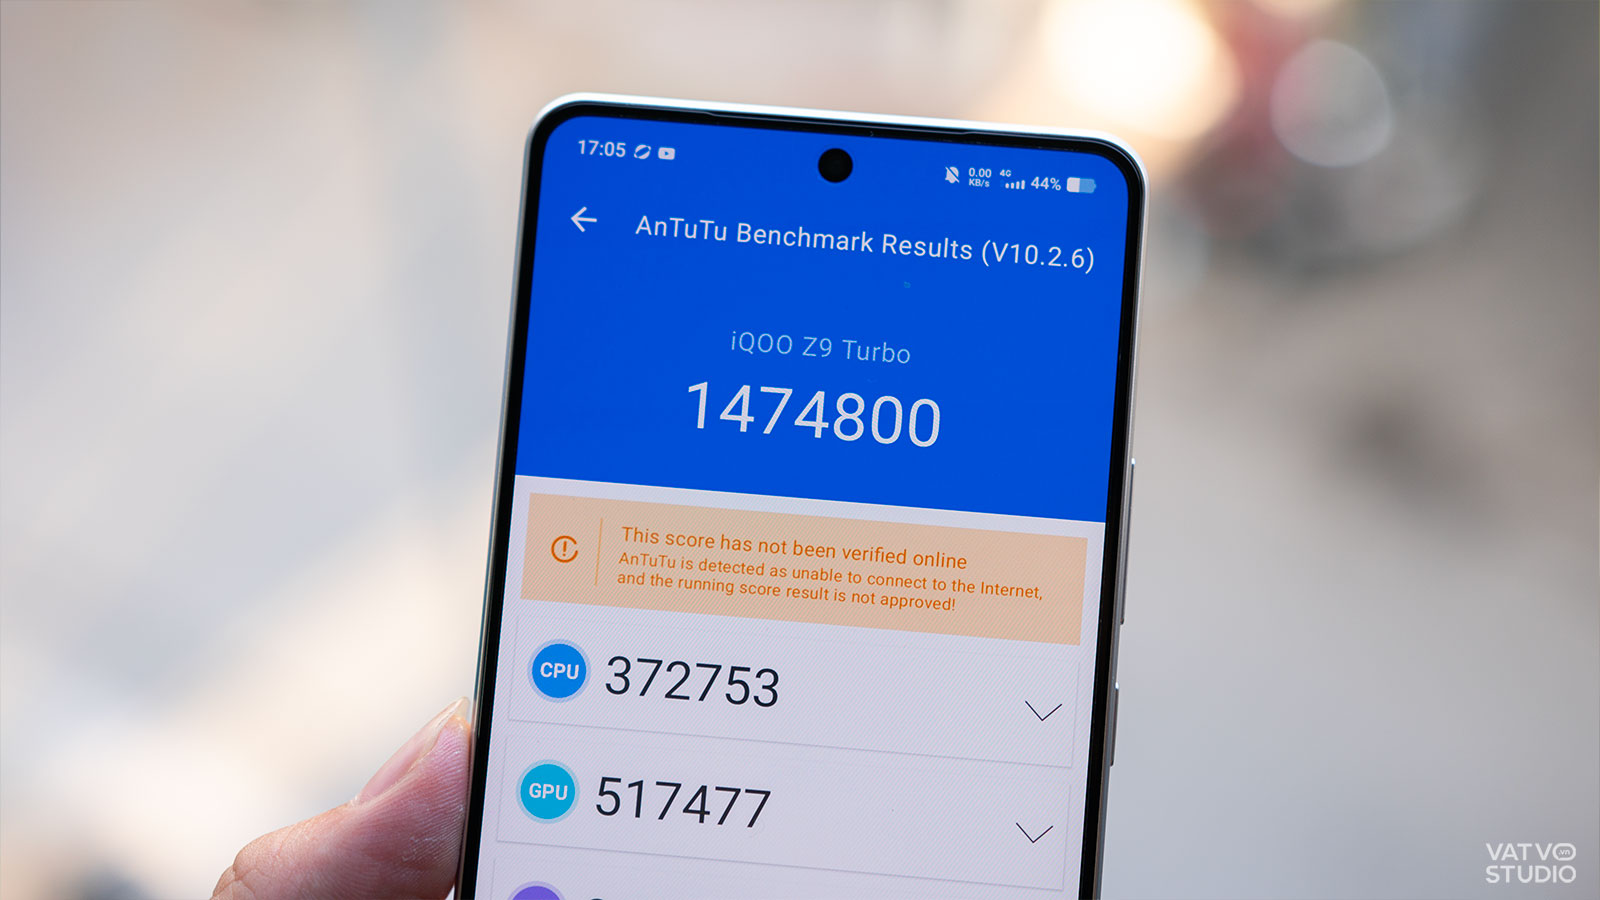 17:05
0.00 KB/s 4G 44%
AnTuTu Benchmark Results (V10.2.6)
iQOO Z9 Turbo
1474800
This score has not been verified online
AnTuTu is detected as unable to connect to the Internet,
and the running score result is not approved!
CPU 372753
GPU 517477
VATVO.vn
STUDIO